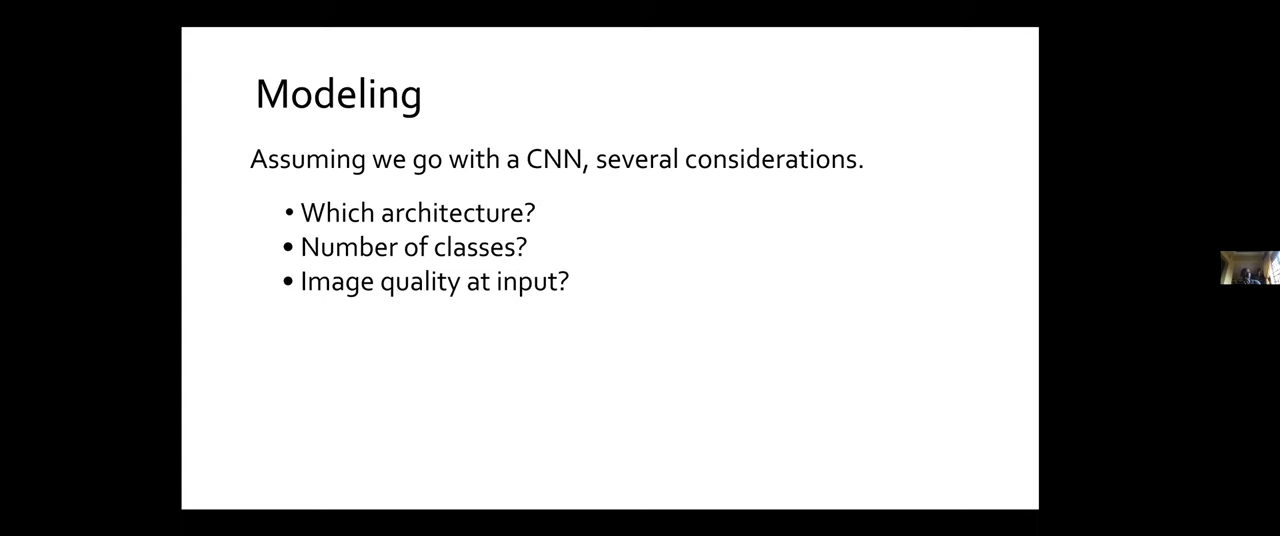 Modeling
Assuming we go with a CNN, several considerations.
• Which architecture?
• Number of classes?
• Image quality at input?